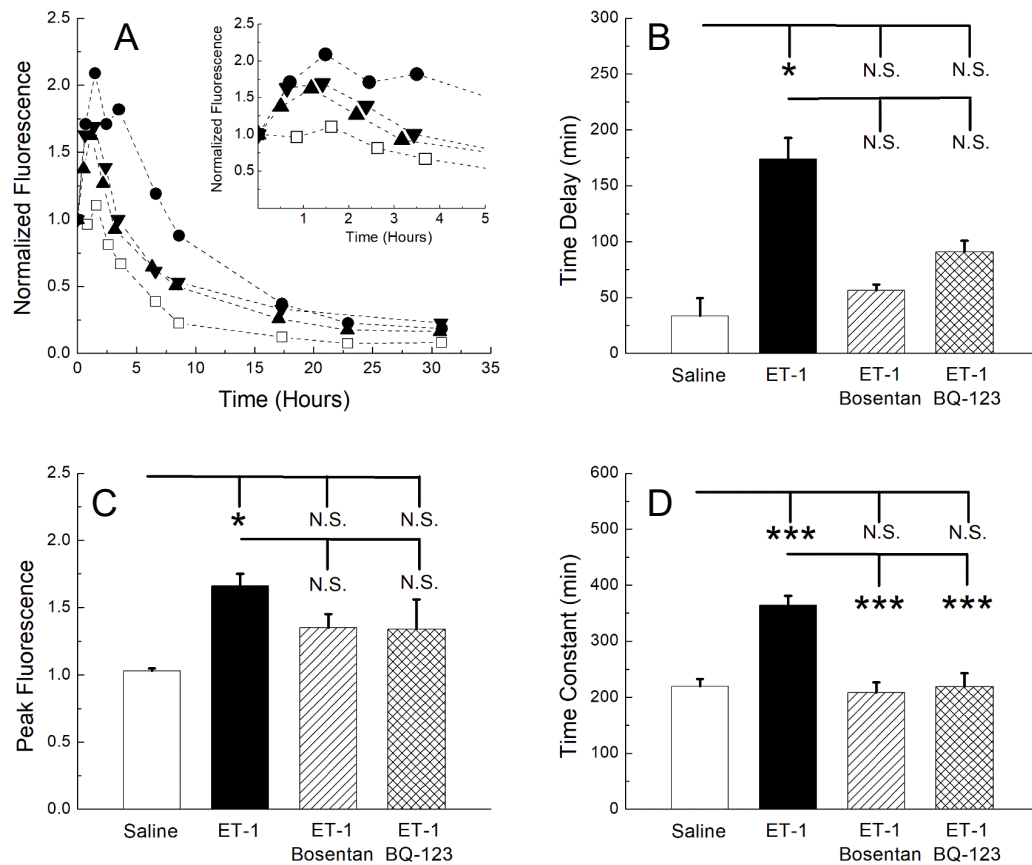 A
Normalized Fluorescence
2.5
2.0
1.5
1.0
0.5
0.0
0
5
10
15
20
25
30
35
Time (Hours)
Normalized Fluorescence
2.5
2.0
1.5
1.0
0.5
1
2
3
4
5
Time (Hours)
B
Time Delay (min)
300
250
200
150
100
50
0
*
N.S.
N.S.
N.S.
N.S.
Saline
ET-1
ET-1
Bosentan
ET-1
BQ-123
C
Peak Fluorescence
2.5
2.0
1.5
1.0
0.5
0.0
*
N.S.
N.S.
N.S.
N.S.
Saline
ET-1
ET-1
Bosentan
ET-1
BQ-123
D
Time Constant (min)
600
500
400
300
200
100
0
***
N.S.
N.S.
***
***
Saline
ET-1
ET-1
Bosentan
ET-1
BQ-123